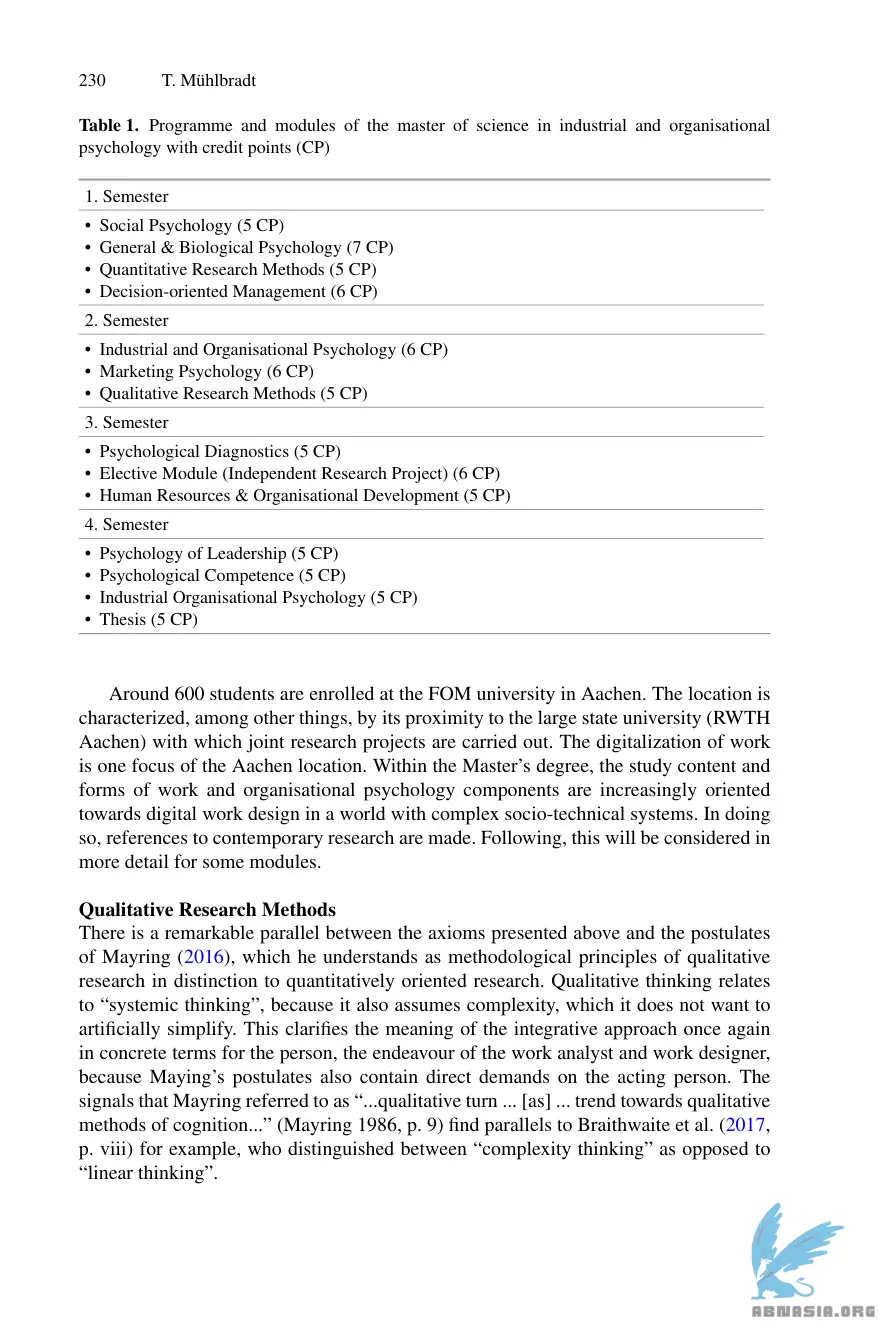 230 T. Mühlbradt
Table 1. Programme and modules of the master of science in industrial and organisational
psychology with credit points (CP)
1. Semester
• Social Psychology (5 CP)
• General & Biological Psychology (7 CP)
• Quantitative Research Methods (5 CP)
• Decision-oriented Management (6 CP)
2. Semester
• Industrial and Organisational Psychology (6 CP)
• Marketing Psychology (6 CP)
• Qualitative Research Methods (5 CP)
3. Semester
• Psychological Diagnostics (5 CP)
• Elective Module (Independent Research Project) (6 CP)
• Human Resources & Organisational Development (5 CP)
4. Semester
• Psychology of Leadership (5 CP)
• Psychological Competence (5 CP)
• Industrial Organisational Psychology (5 CP)
• Thesis (5 CP)
Around 600 students are enrolled at the FOM university in Aachen. The location is
characterized, among other things, by its proximity to the large state university (RWTH
Aachen) with which joint research projects are carried out. The digitalization of work
is one focus of the Aachen location. Within the Master's degree, the study content and
forms of work and organisational psychology components are increasingly oriented
towards digital work design in a world with complex socio-technical systems. In doing
so, references to contemporary research are made. Following, this will be considered in
more detail for some modules.
Qualitative Research Methods
There is a remarkable parallel between the axioms presented above and the postulates
of Mayring (2016), which he understands as methodological principles of qualitative
research in distinction to quantitatively oriented research. Qualitative thinking relates
to “systemic thinking”, because it also assumes complexity, which it does not want to
artificially simplify. This clarifies the meaning of the integrative approach once again
in concrete terms for the person, the endeavour of the work analyst and work designer,
because Maying's postulates also contain direct demands on the acting person. The
signals that Mayring referred to as “...qualitative turn ... [as] ... trend towards qualitative
methods of cognition...” (Mayring 1986, p. 9) find parallels to Braithwaite et al. (2017,
p. viii) for example, who distinguished between “complexity thinking” as opposed to
“linear thinking”.
ABNASIA.ORG